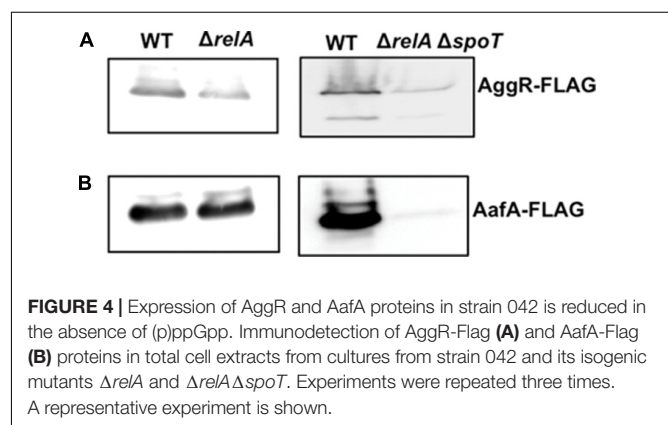 A
WT ΔrelA
WT ΔrelA ΔspoT
AggR-FLAG
B
AafA-FLAG
FIGURE 4 | Expression of AggR and AafA proteins in strain 042 is reduced in
the absence of (p)ppGpp. Immunodetection of AggR-Flag (A) and AafA-Flag
(B) proteins in total cell extracts from cultures from strain 042 and its isogenic
mutants ΔrelA and ΔrelAΔspoT. Experiments were repeated three times.
A representative experiment is shown.